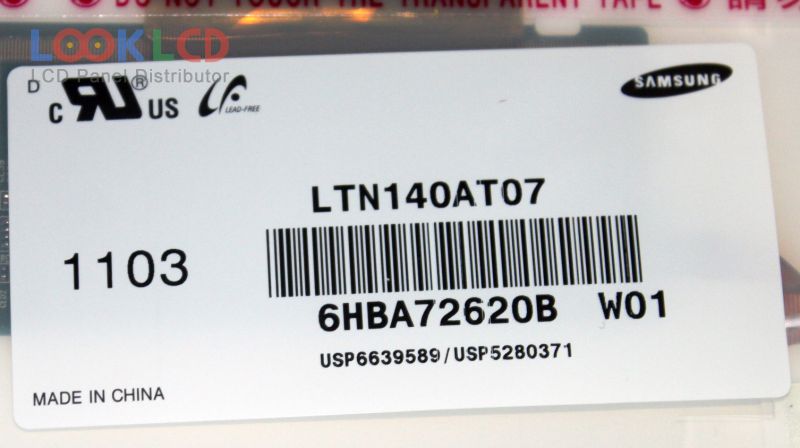 DO NOT TOUCH THE TRANSPARENT TAPE
LOOKLCD
LCD Panel Distributor
D
C RU ® US
LEAD-FREE
SAMSUNG
LTN140AT07
1103
6HBA72620B W01
USP6639589/USP5280371
MADE IN CHINA